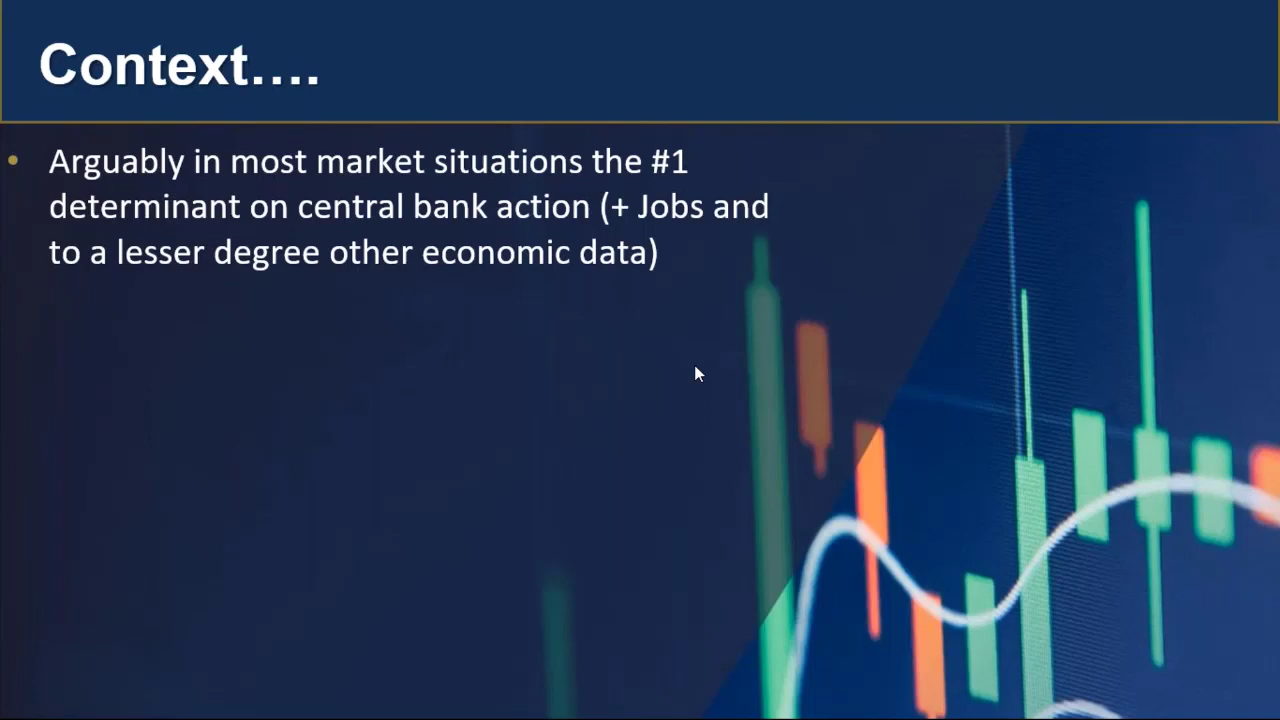 Context....
• Arguably in most market situations the #1
determinant on central bank action (+ Jobs and
to a lesser degree other economic data)